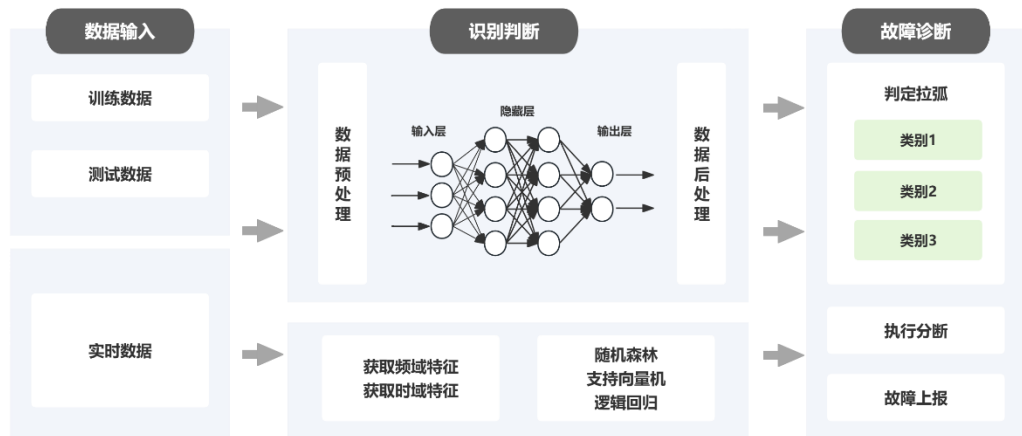 数据输入
训练数据
测试数据
实时数据
识别判断
数据预处理
输入层
隐藏层
输出层
数据后处理
获取频域特征
获取时域特征
随机森林
支持向量机
逻辑回归
故障诊断
判定拉弧
类别1
类别2
类别3
执行分断
故障上报